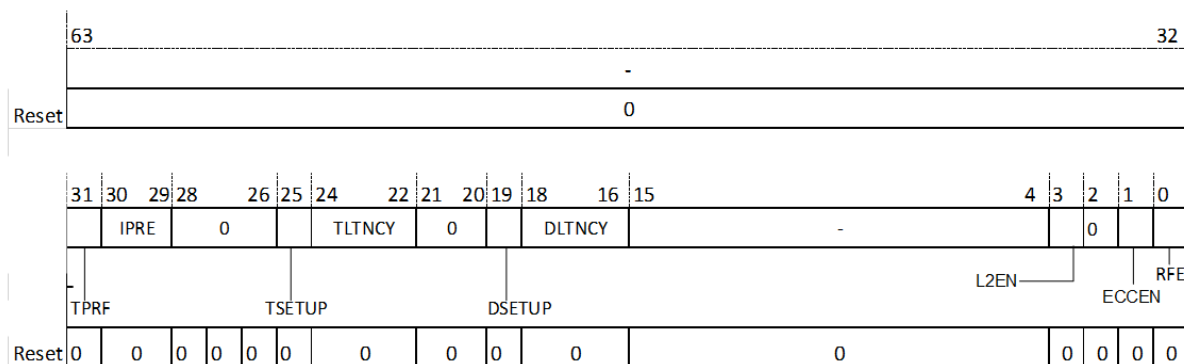 63 32
-
Reset 0
31 30 29 28 26 25 24 22 21 20 19 18 16 15 4 3 2 1 0
IPRE 0 TLTNCY 0 DLTNCY - 0
L2EN RFE
ECCEN
TPRF TSETUP DSETUP
Reset 0 0 0 0 0 0 0 0 0 0 0 0 0 0 0